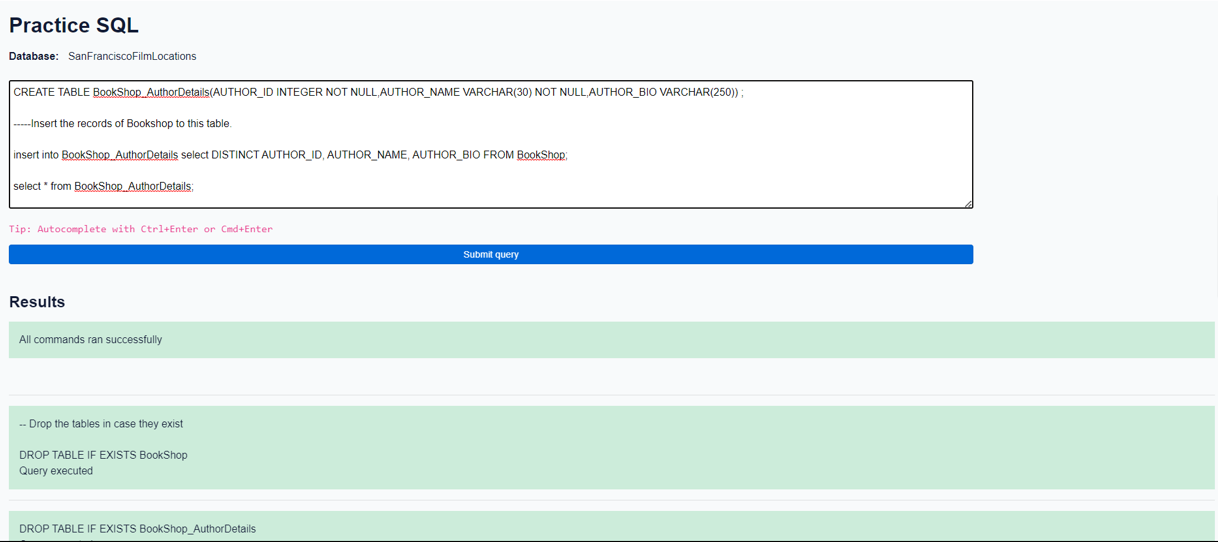 Practice SQL
Database: SanFranciscoFilmLocations
CREATE TABLE BookShop_AuthorDetails(AUTHOR_ID INTEGER NOT NULL,AUTHOR_NAME VARCHAR(30) NOT NULL,AUTHOR_BIO VARCHAR(250)) ;
-----Insert the records of Bookshop to this table.
insert into BookShop_AuthorDetails select DISTINCT AUTHOR_ID, AUTHOR_NAME, AUTHOR_BIO FROM BookShop;
select * from BookShop_AuthorDetails;
Tip: Autocomplete with Ctrl+Enter or Cmd+Enter
Submit query
Results
All commands ran successfully
-- Drop the tables in case they exist
DROP TABLE IF EXISTS BookShop
Query executed
DROP TABLE IF EXISTS BookShop_AuthorDetails